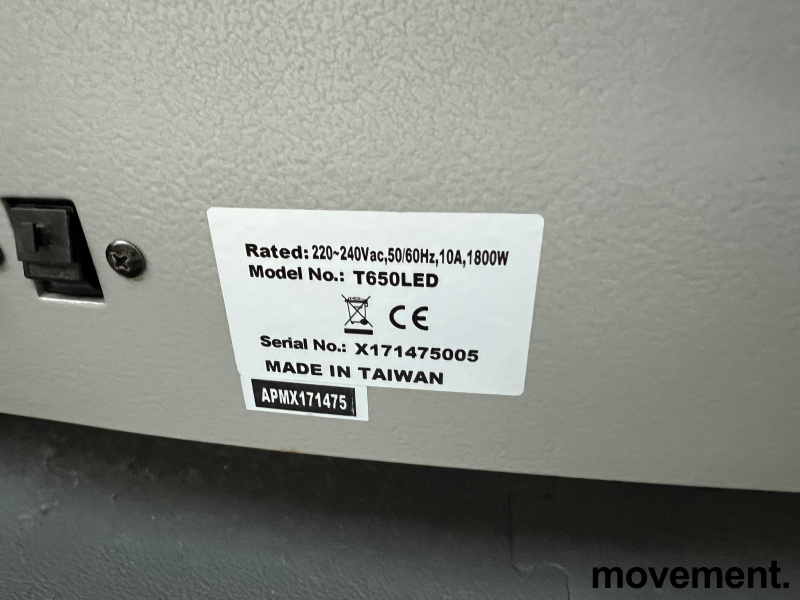 Rated: 220~240Vac,50/60Hz,10A,1800W
Model No.: T650LED
CE
Serial No.: X171475005
MADE IN TAIWAN
APMX171475
movement.